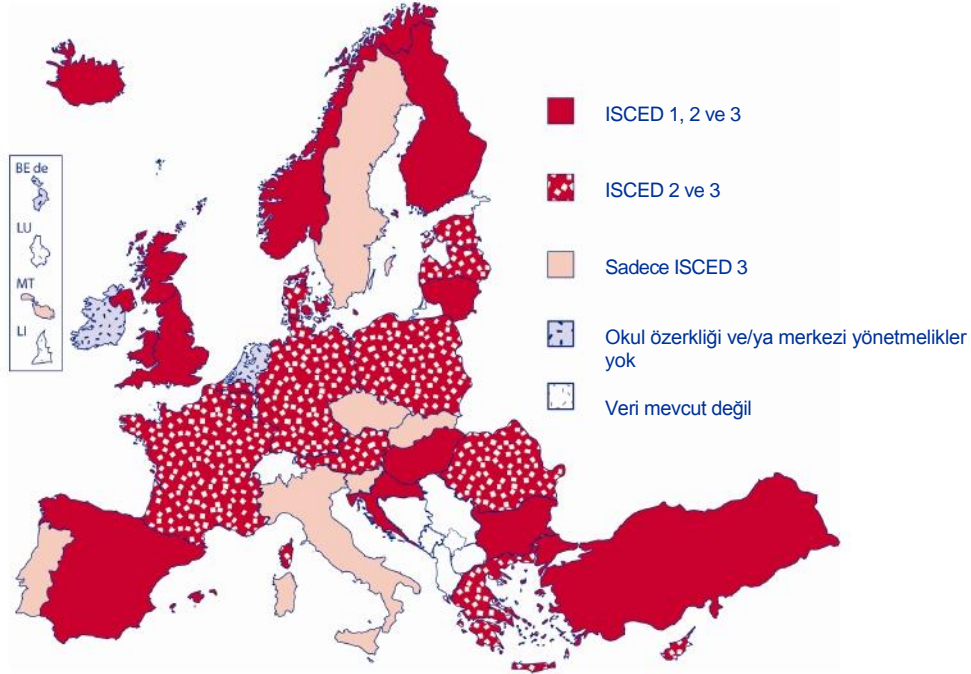 BE de
LU
MT
LI
ISCED 1, 2 ve 3
ISCED 2 ve 3
Sadece ISCED 3
Okul özerkliği ve/ya merkezi yönetmelikler
yok
Veri mevcut değil